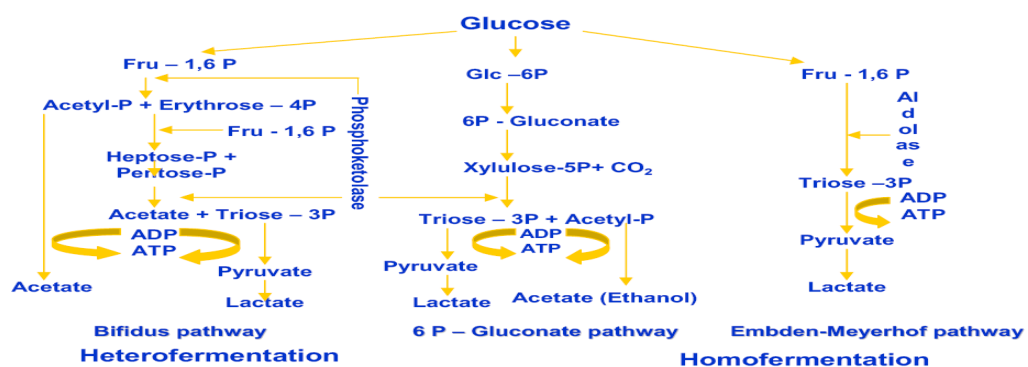 Glucose
Fru – 1,6 P
Acetyl-P + Erythrose – 4P
Fru - 1,6 P
Heptose-P +
Pentose-P
Acetate + Triose – 3P
ADP
ATP
Pyruvate
Acetate
Lactate
Bifidus pathway
Heterofermentation
Phosphoketolase
Glc –6P
6P - Gluconate
Xylulose-5P+ CO₂
Triose – 3P + Acetyl-P
ADP
ATP
Pyruvate
Lactate
Acetate (Ethanol)
6 P – Gluconate pathway
Fru - 1,6 P
Al
d
ol
as
e
Triose –3P
ADP
ATP
Pyruvate
Lactate
Embden-Meyerhof pathway
Homofermentation